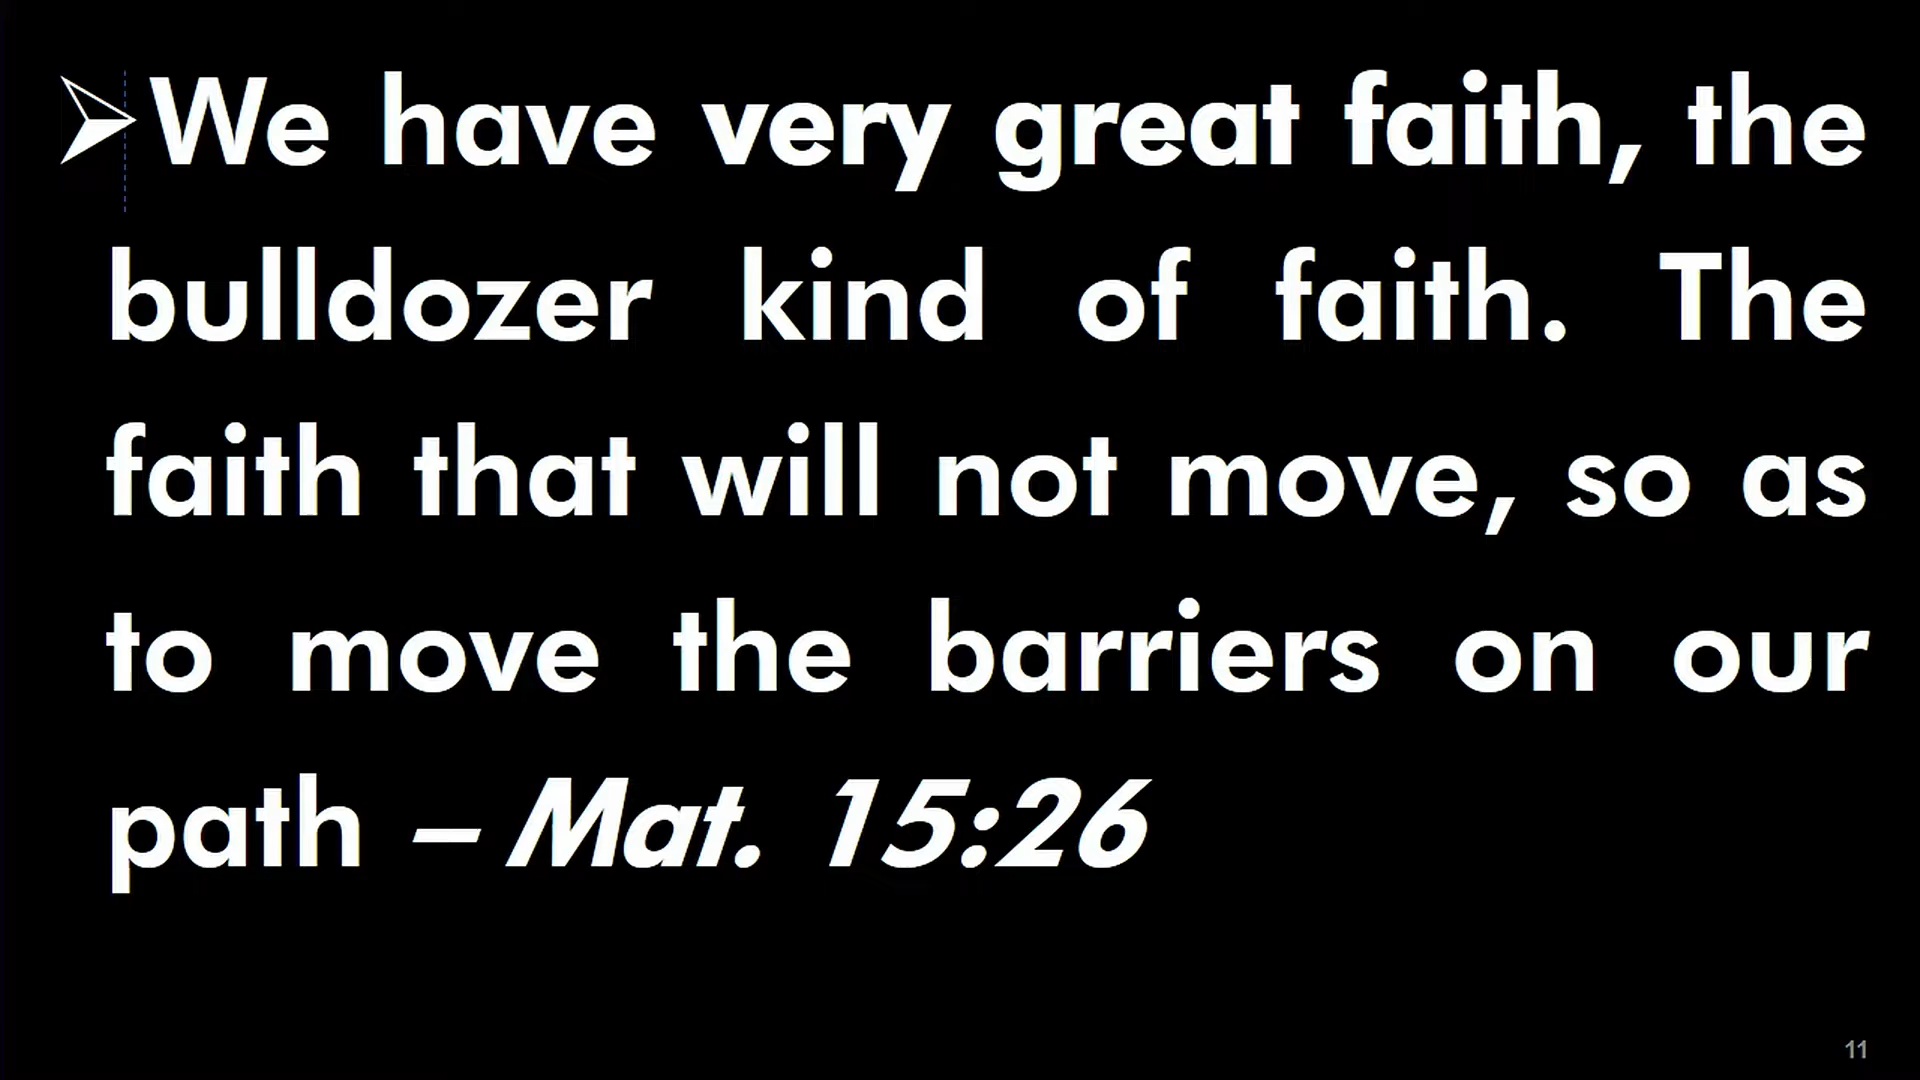 ➢We have very great faith, the
bulldozer kind of faith. The
faith that will not move, so as
to move the barriers on our
path – Mat. 15:26
11